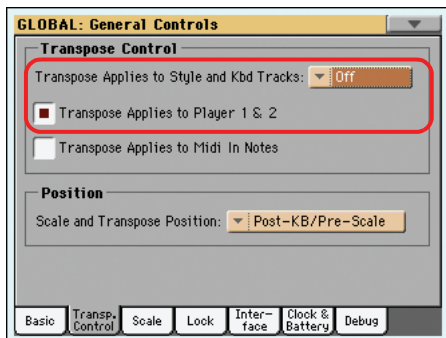 GLOBAL: General Controls
Transpose Control
Transpose Applies to Style and Kbd Tracks: Off
Transpose Applies to Player 1 & 2
Transpose Applies to Midi In Notes
Position
Scale and Transpose Position: Post-KB/Pre-Scale
Basic Transp. Control Scale Lock Inter-face Clock & Battery Debug